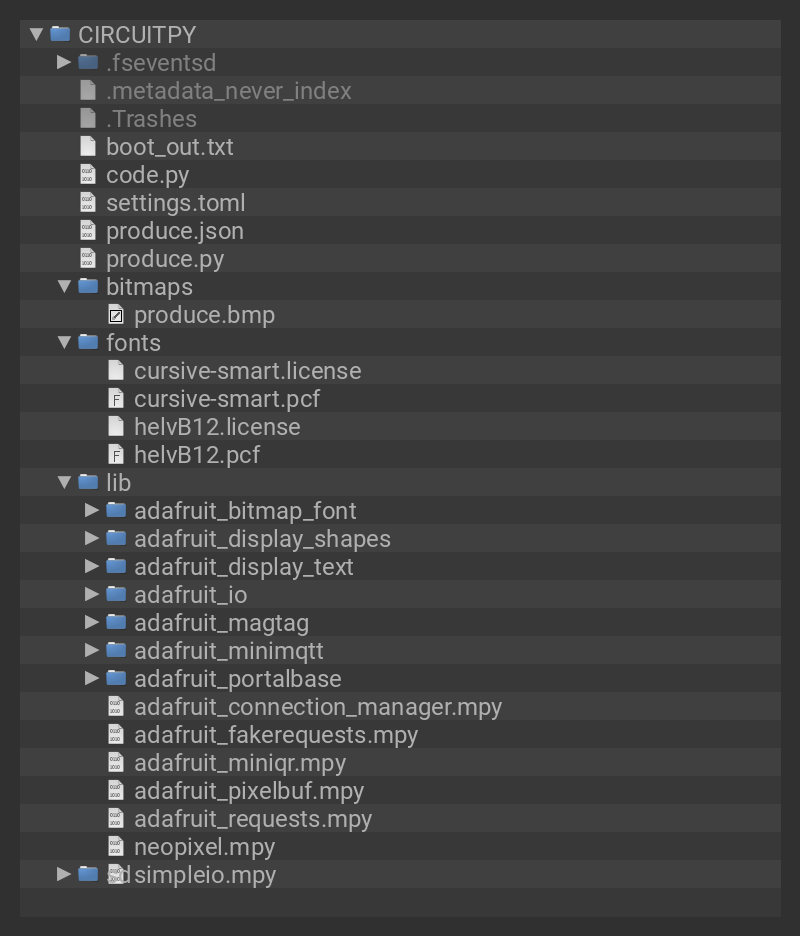 CIRCUITPY
.fseventsd
.metadata_never_index
.Trashes
boot_out.txt
code.py
settings.toml
produce.json
produce.py
bitmaps
produce.bmp
fonts
cursive-smart.license
cursive-smart.pcf
helvB12.license
helvB12.pcf
lib
adafruit_bitmap_font
adafruit_display_shapes
adafruit_display_text
adafruit_io
adafruit_magtag
adafruit_minimqtt
adafruit_portalbase
adafruit_connection_manager.mpy
adafruit_fakerequests.mpy
adafruit_miniqr.mpy
adafruit_pixelbuf.mpy
adafruit_requests.mpy
neopixel.mpy
sd simpleio.mpy